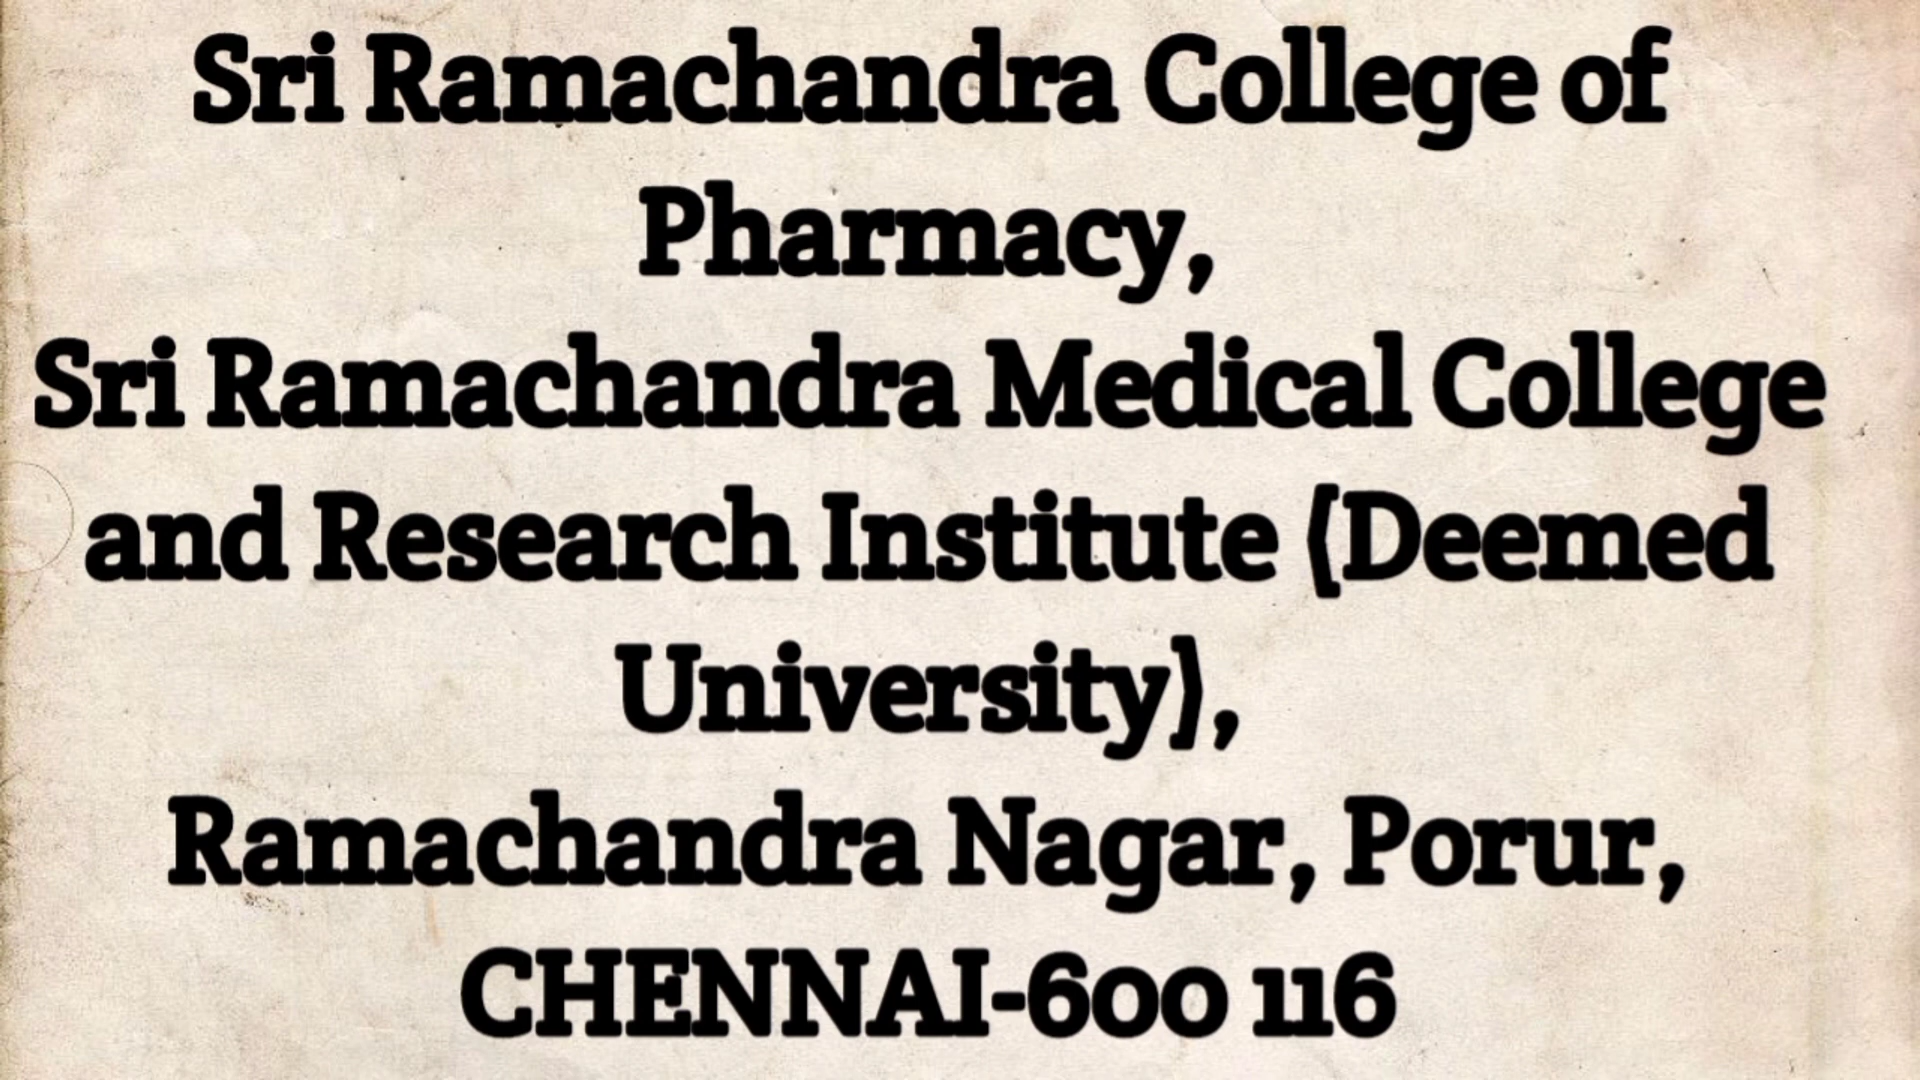 Sri Ramachandra College of
Pharmacy,
Sri Ramachandra Medical College
and Research Institute (Deemed
University),
Ramachandra Nagar, Porur,
CHENNAI-600 116